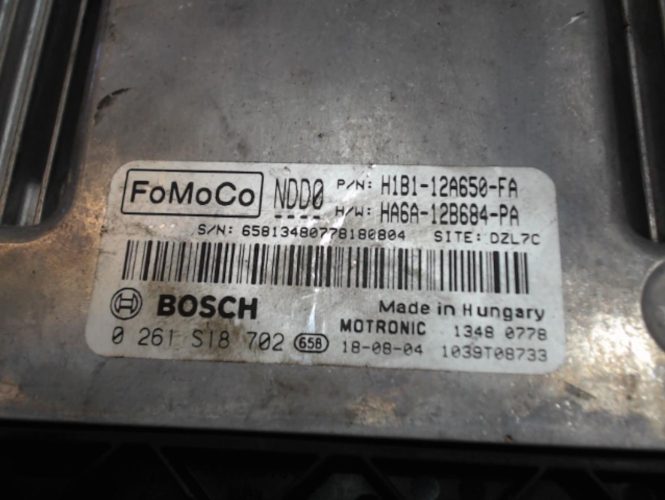 FoMoCo NDD0 P/N: H1B1-12A650-FA
H/W: HA6A-12B684-PA
S/N: 65813480778180804 SITE: DZL7C
BOSCH Made in Hungary
MOTRONIC 1348 0778
0 261 S18 702 658 18-08-04 1039T08733